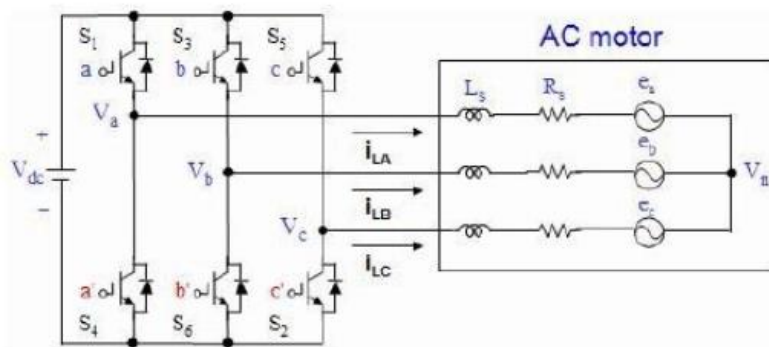 S1 S3 S5
AC motor
a b c
Ls Rs ea
Va
iLA
+
Vdc
−
Vb
eb
Vn
iLB
Vc
ec
iLC
a' b' c'
S4 S6 S2